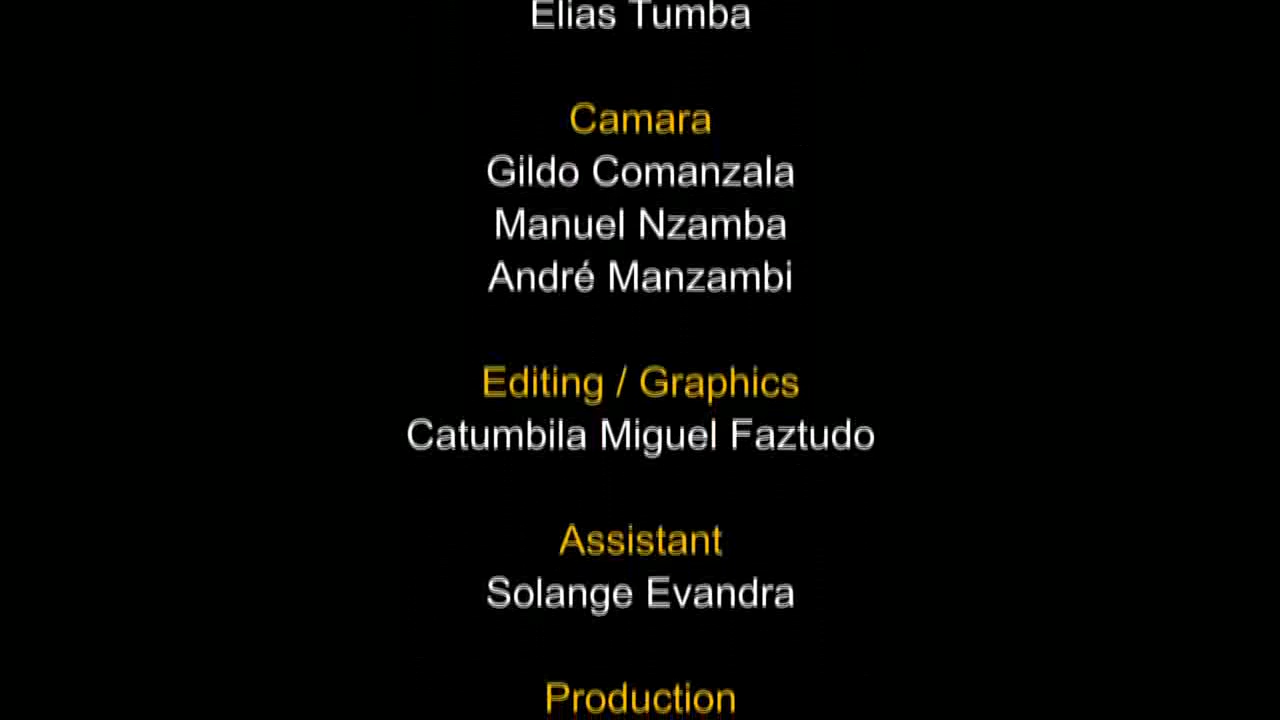 Elias Tumba
Camara
Gildo Comanzala
Manuel Nzamba
André Manzambi
Editing / Graphics
Catumbila Miguel Faztudo
Assistant
Solange Evandra
Production